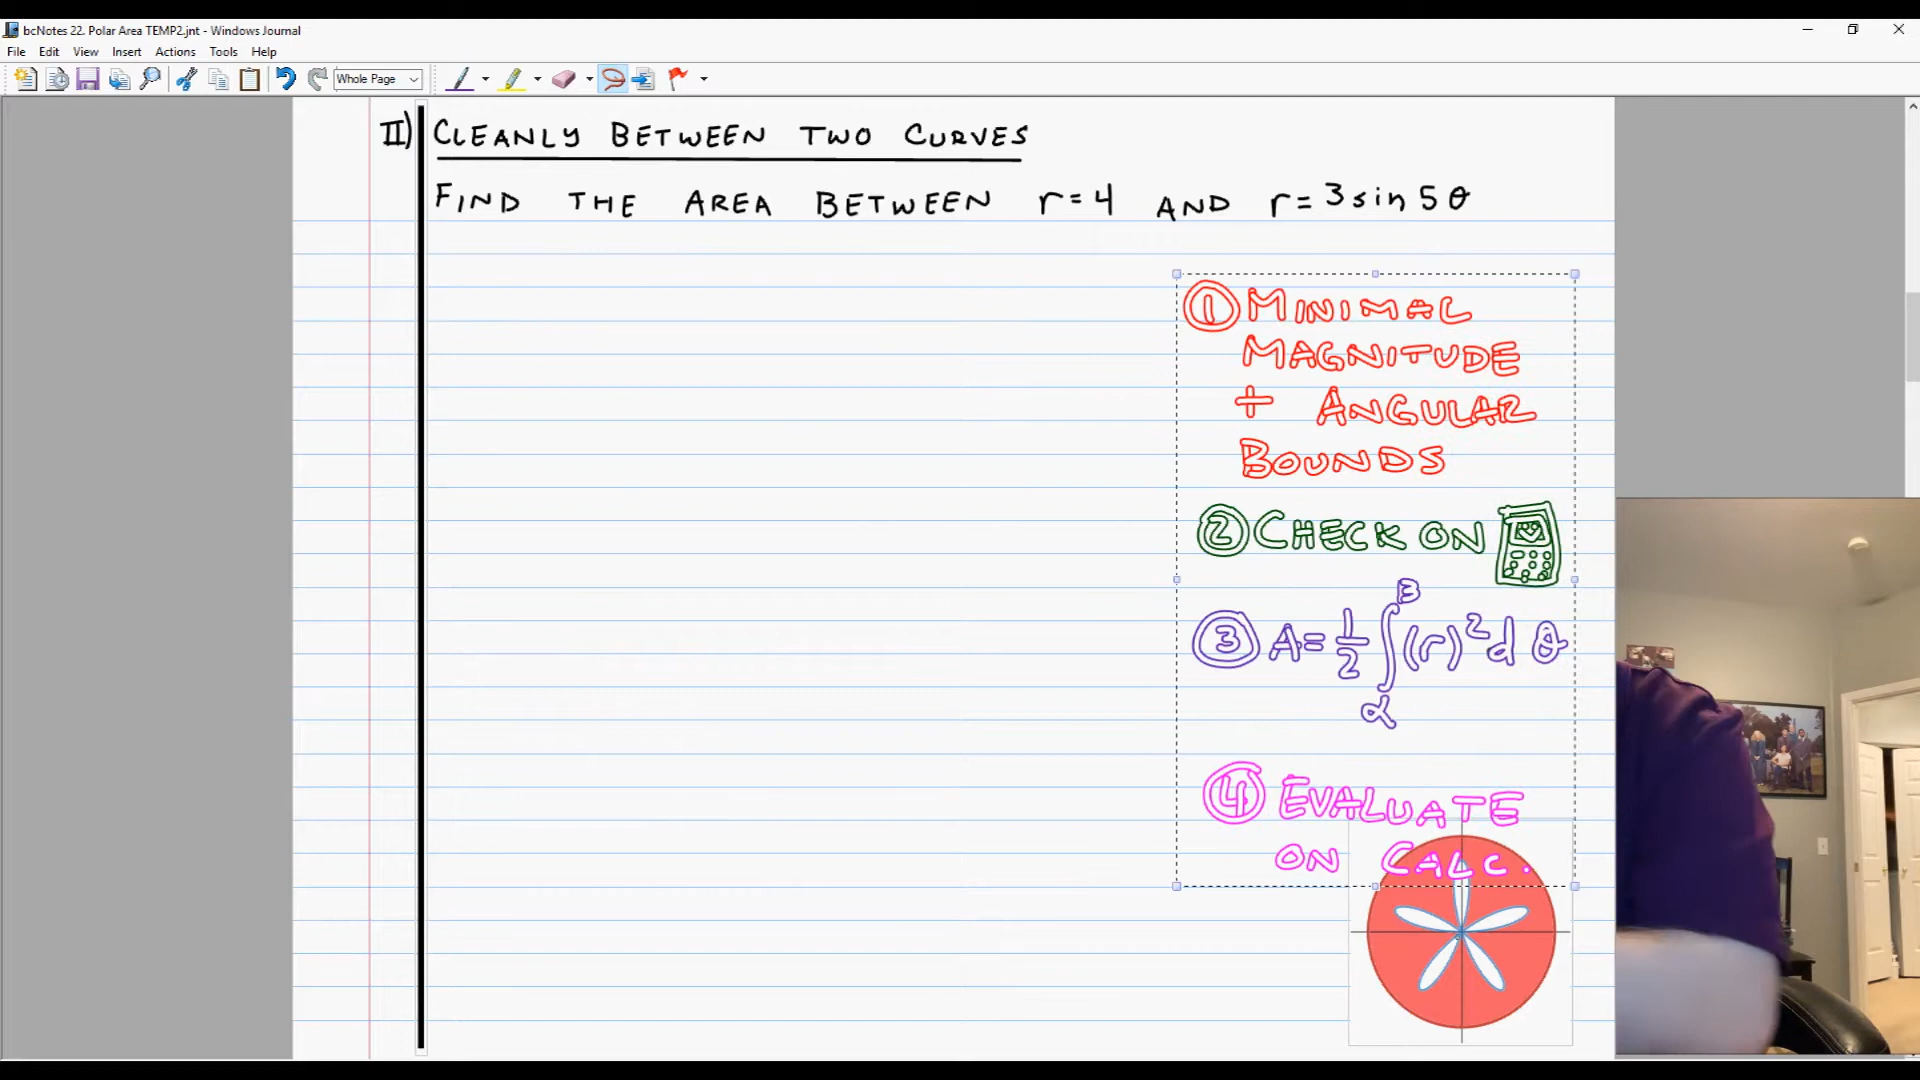 bcNotes 22. Polar Area TEMP2.jnt - Windows Journal
File Edit View Insert Actions Tools Help
Whole Page
II) CLEANLY BETWEEN TWO CURVES
FIND THE AREA BETWEEN r=4 AND r=3sin5θ
① MINIMAL
MAGNITUDE
+ ANGULAR
BOUNDS
② CHECK ON
③ A=½∫(r)²dθ
β
α
④ EVALUATE
ON CALC.